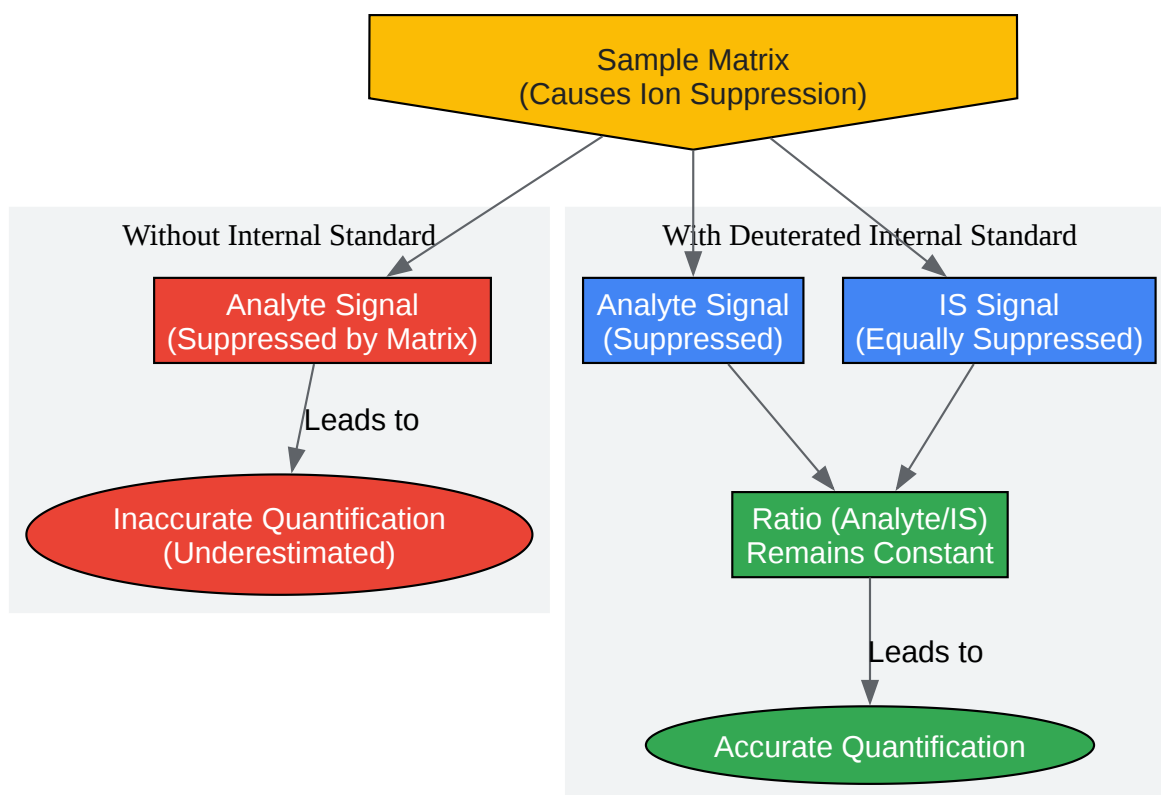 Sample Matrix
(Causes Ion Suppression)
Without Internal Standard
Analyte Signal
(Suppressed by Matrix)
Leads to
Inaccurate Quantification
(Underestimated)
With Deuterated Internal Standard
Analyte Signal
(Suppressed)
IS Signal
(Equally Suppressed)
Ratio (Analyte/IS)
Remains Constant
Leads to
Accurate Quantification